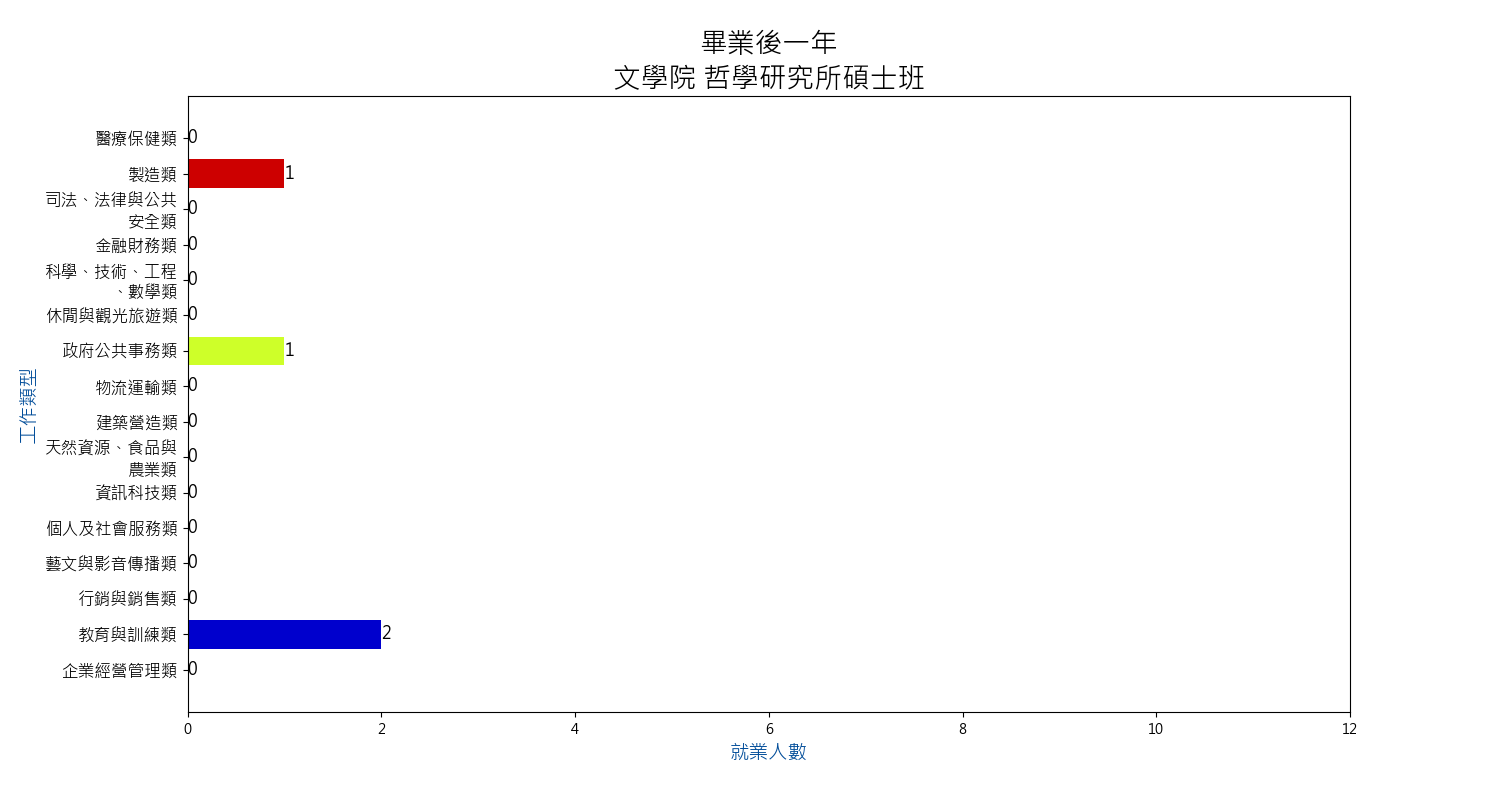 畢業後一年
文學院 哲學研究所碩士班
醫療保健類 0
製造類 1
司法、法律與公共
安全類 0
金融財務類 0
科學、技術、工程
、數學類 0
休閒與觀光旅遊類 0
政府公共事務類 1
物流運輸類 0
建築營造類 0
天然資源、食品與
農業類 0
資訊科技類 0
個人及社會服務類 0
藝文與影音傳播類 0
行銷與銷售類 0
教育與訓練類 2
企業經營管理類 0
工作類型
0 2 4 6 8 10 12
就業人數